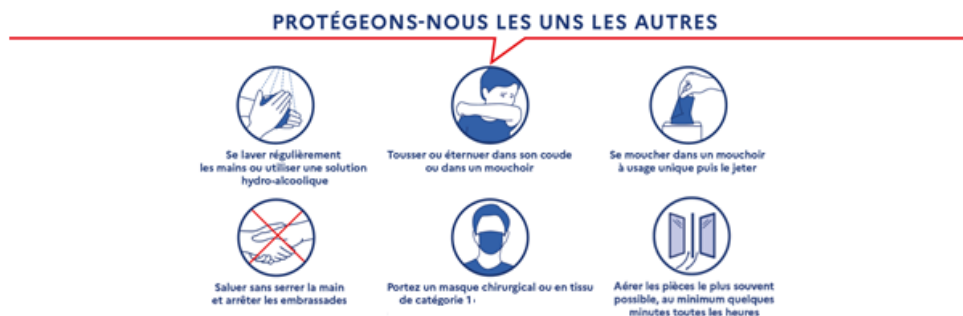 PROTÉGEONS-NOUS LES UNS LES AUTRES
Se laver régulièrement
les mains ou utiliser une solution
hydro-alcoolique
Tousser ou éternuer dans son coude
ou dans un mouchoir
Se moucher dans un mouchoir
à usage unique puis le jeter
Saluer sans serrer la main
et arrêter les embrassades
Portez un masque chirurgical ou en tissu
de catégorie 1
Aérer les pièces le plus souvent
possible, au minimum quelques
minutes toutes les heures